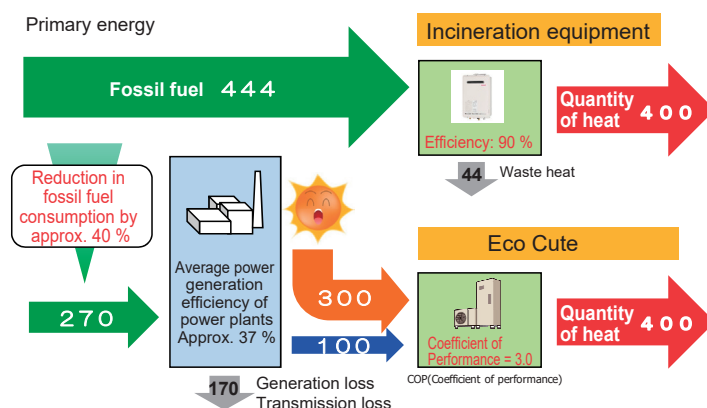 Primary energy
Incineration equipment
Fossil fuel 444
Efficiency: 90 %
Quantity
of heat 400
44 Waste heat
Reduction in
fossil fuel
consumption by
approx. 40 %
270
Average power
generation
efficiency of
power plants
Approx. 37 %
170 Generation loss
Transmission loss
Eco Cute
300
100
Coefficient of
Performance = 3.0
COP(Coefficient of performance)
Quantity
of heat 400